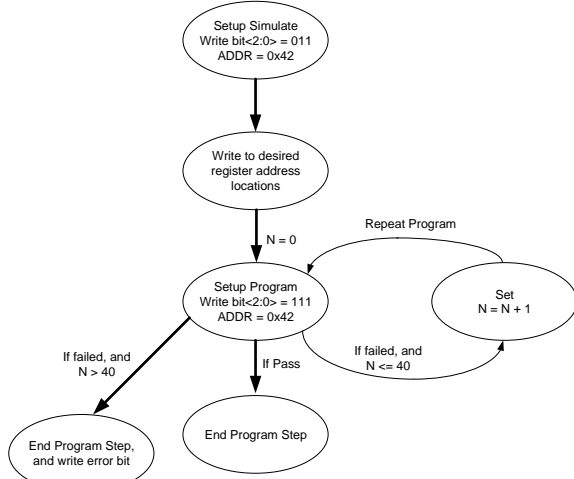 Setup Simulate
Write bit<2:0> = 011
ADDR = 0x42
Write to desired
register address
locations
Repeat Program
N = 0
Setup Program
Write bit<2:0> = 111
ADDR = 0x42
Set
N = N + 1
If failed, and
N > 40
If Pass
If failed, and
N <= 40
End Program Step,
and write error bit
End Program Step